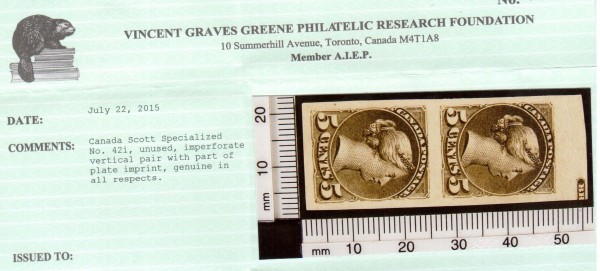 No.
VINCENT GRAVES GREENE PHILATELIC RESEARCH FOUNDATION
10 Summerhill Avenue, Toronto, Canada M4T1A8
Member A.I.E.P.
DATE:
July 22, 2015
COMMENTS:
Canada Scott Specialized
No. 42i, unused, imperforate
vertical pair with part of
plate imprint, genuine in
all respects.
ISSUED TO:
5 CENTS 5
CANADA POSTAGE
5 CENTS 5
CANADA POSTAGE
20
10
mm
mm 10 20 30 40 50